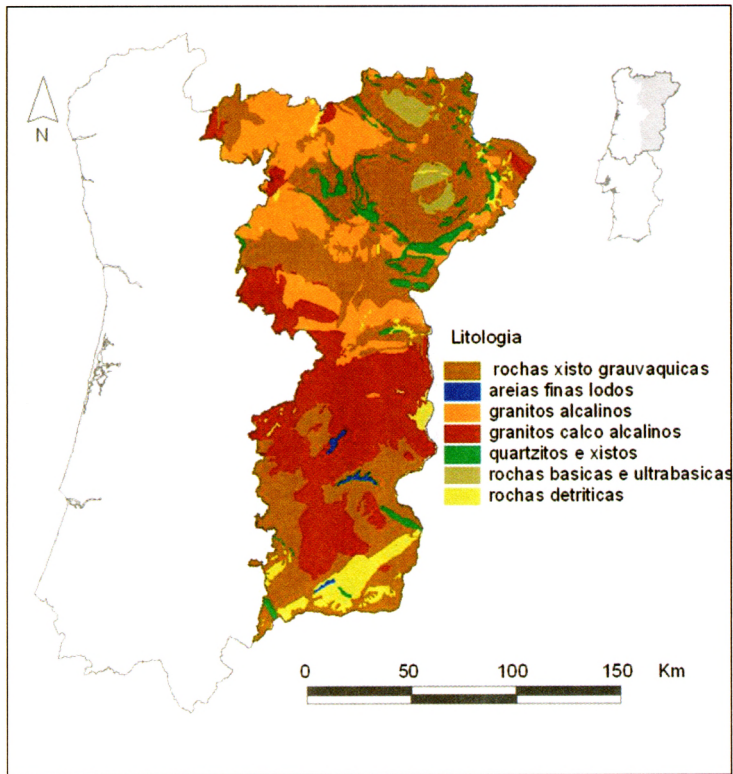 N
Litologia
rochas xisto grauvaquicas
areias finas lodos
granitos alcalinos
granitos calco alcalinos
quartzitos e xistos
rochas basicas e ultrabasicas
rochas detriticas
0 50 100 150 Km